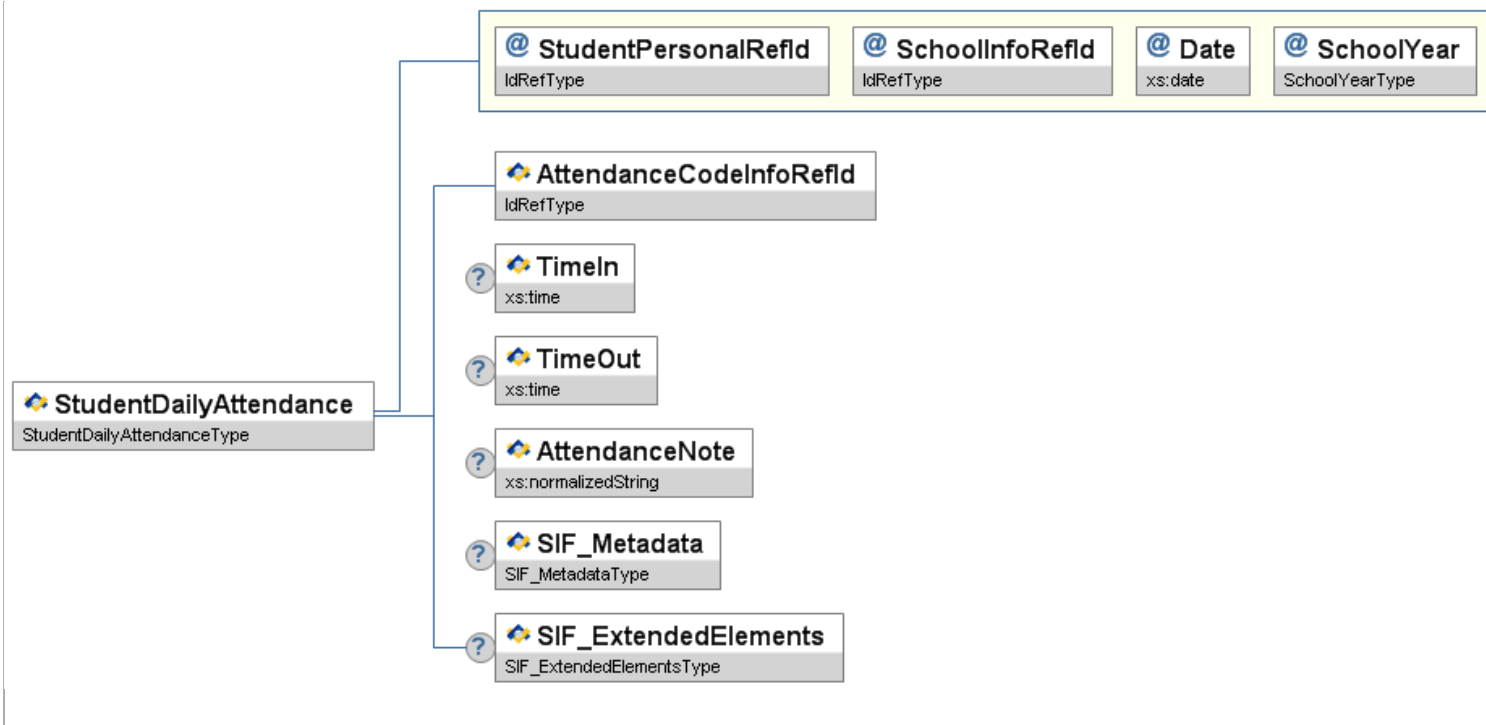 @ StudentPersonalRefId
IdRefType
@ SchoolInfoRefId
IdRefType
@ Date
xs:date
@ SchoolYear
SchoolYearType
AttendanceCodeInfoRefId
IdRefType
? TimeIn
xs:time
? TimeOut
xs:time
StudentDailyAttendance
StudentDailyAttendanceType
? AttendanceNote
xs:normalizedString
? SIF_Metadata
SIF_MetadataType
? SIF_ExtendedElements
SIF_ExtendedElementsType